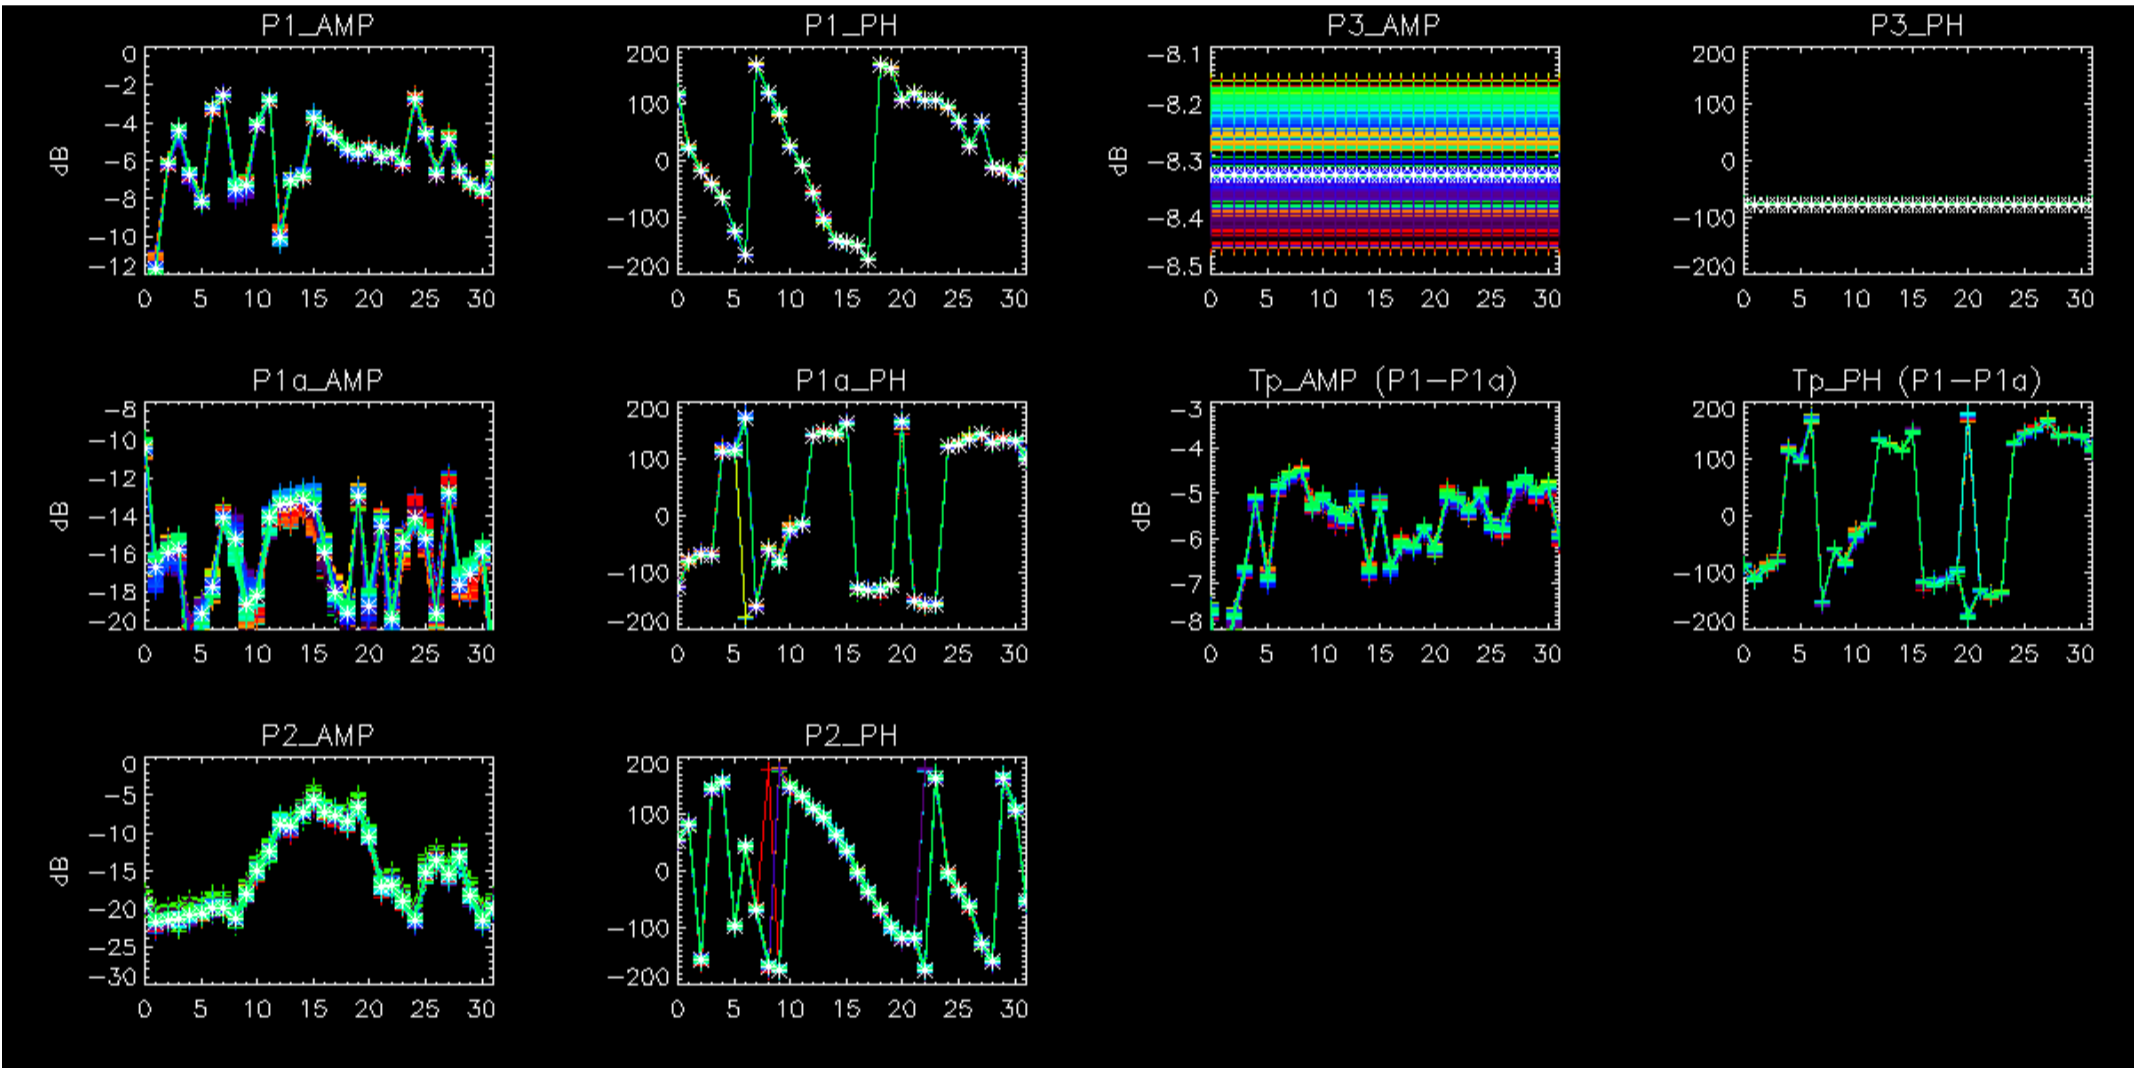 P1_AMP
dB
0
-2
-4
-6
-8
-10
-12
0 5 10 15 20 25 30
P1_PH
200
100
0
-100
-200
0 5 10 15 20 25 30
P3_AMP
dB
-8.1
-8.2
-8.3
-8.4
-8.5
0 5 10 15 20 25 30
P3_PH
200
100
0
-100
-200
0 5 10 15 20 25 30
P1a_AMP
dB
-8
-10
-12
-14
-16
-18
-20
0 5 10 15 20 25 30
P1a_PH
200
100
0
-100
-200
0 5 10 15 20 25 30
Tp_AMP (P1-P1a)
dB
-3
-4
-5
-6
-7
-8
0 5 10 15 20 25 30
Tp_PH (P1-P1a)
200
100
0
-100
-200
0 5 10 15 20 25 30
P2_AMP
dB
0
-5
-10
-15
-20
-25
-30
0 5 10 15 20 25 30
P2_PH
200
100
0
-100
-200
0 5 10 15 20 25 30